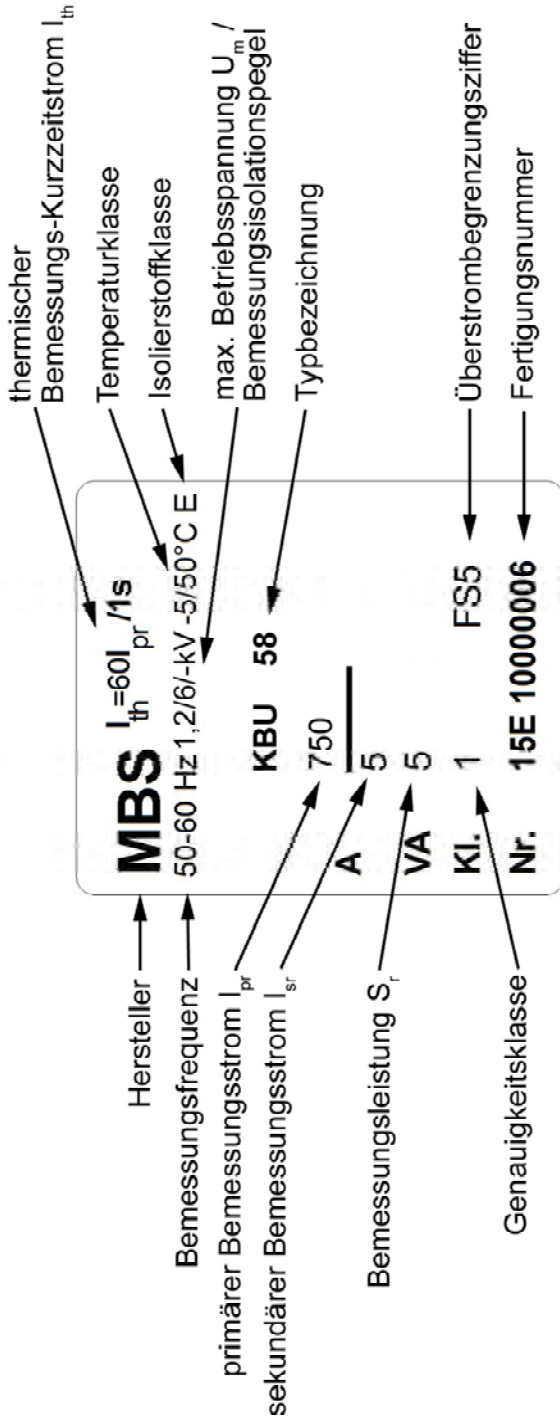 thermischer
Bemessungs-Kurzzeitstrom I_th
Temperaturklasse
Isolierstoffklasse
max. Betriebsspannung U_m /
Bemessungsisolationspegel
Typbezeichnung
Überstrombegrenzungsziffer
Fertigungsnummer
MBS I_th=60I_pr/1s
50-60 Hz 1,2/6/-kV -5/50°C E
KBU 58
750
A 5
VA 5
Kl. 1 FS5
Nr. 15E 10000006
Hersteller
Bemessungsfrequenz
primärer Bemessungsstrom I_pr
sekundärer Bemessungsstrom I_sr
Bemessungsleistung S_r
Genauigkeitsklasse